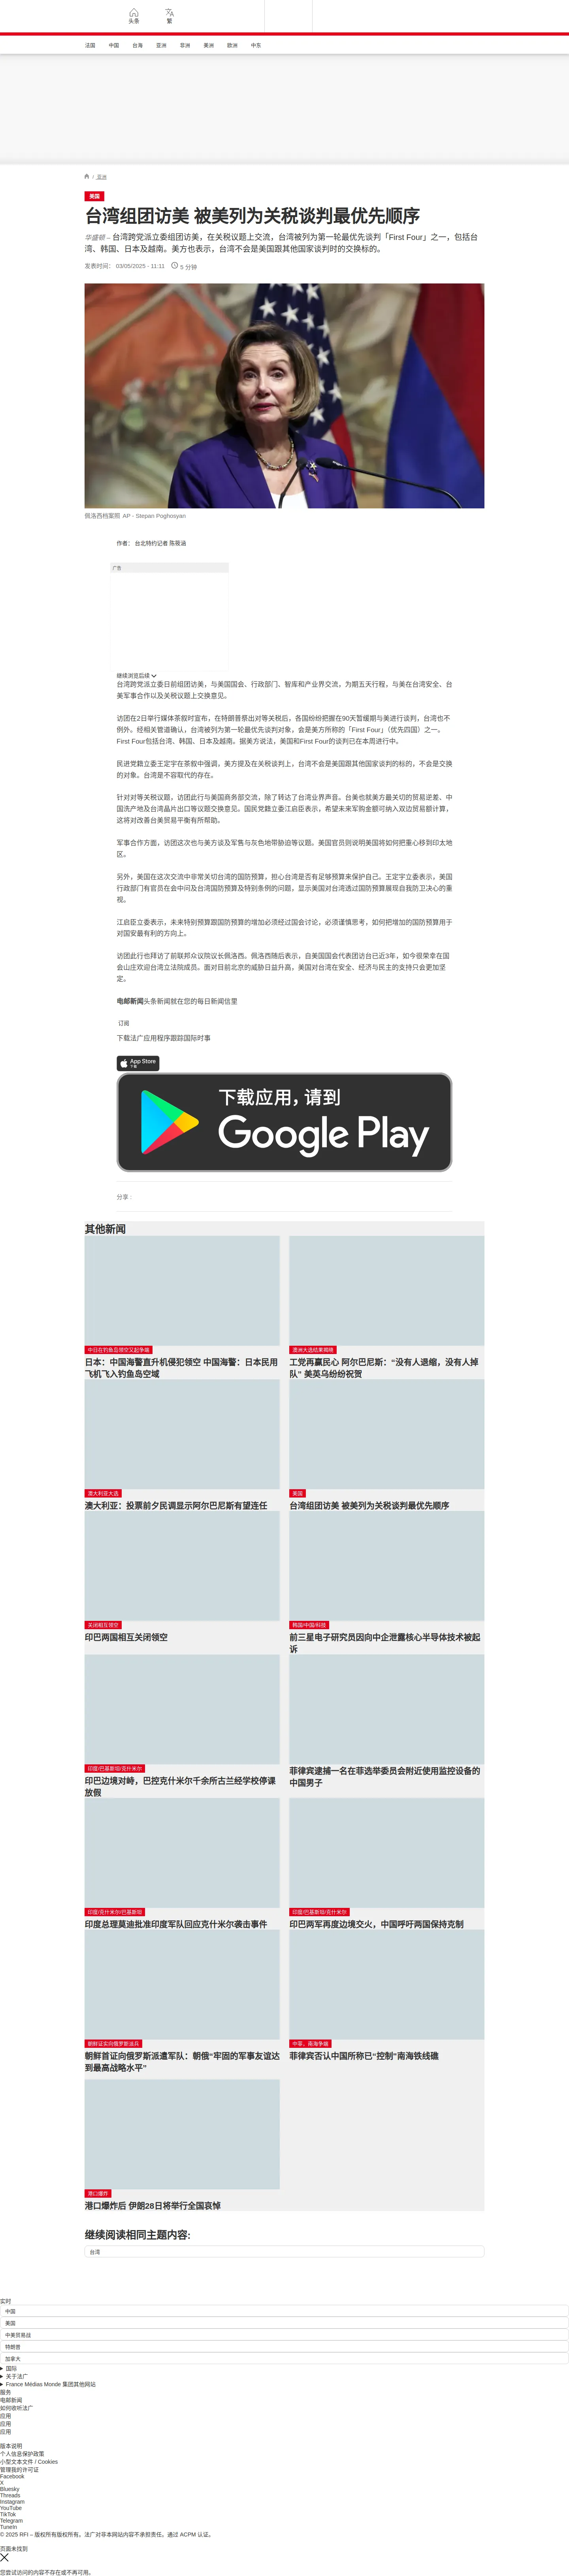 头条
繁
法国 中国 台海 亚洲 非洲 美洲 欧洲 中东
/ 亚洲
美国
台湾组团访美 被美列为关税谈判最优先顺序
华盛顿 – 台湾跨党派立委组团访美，在关税议题上交流，台湾被列为第一轮最优先谈判「First Four」之一，包括台
湾、韩国、日本及越南。美方也表示，台湾不会是美国跟其他国家谈判时的交换标的。
发表时间： 03/05/2025 - 11:11 5 分钟
佩洛西档案照 AP - Stepan Poghosyan
作者： 台北特约记者 陈筱涵
广告
继续浏览后续
台湾跨党派立委日前组团访美，与美国国会、行政部门、智库和产业界交流，为期五天行程，与美在台湾安全、台
美军事合作以及关税议题上交换意见。
访团在2日举行媒体茶叙时宣布，在特朗普祭出对等关税后，各国纷纷把握在90天暂缓期与美进行谈判，台湾也不
例外。经相关管道确认，台湾被列为第一轮最优先谈判对象，会是美方所称的「First Four」（优先四国）之一。
First Four包括台湾、韩国、日本及越南。据美方说法，美国和First Four的谈判已在本周进行中。
民进党籍立委王定宇在茶叙中强调，美方提及在关税谈判上，台湾不会是美国跟其他国家谈判的标的，不会是交换
的对象。台湾是不容取代的存在。
针对对等关税议题，访团此行与美国商务部交流，除了转达了台湾业界声音。台美也就美方最关切的贸易逆差、中
国洗产地及台湾晶片出口等议题交换意见。国民党籍立委江启臣表示，希望未来军购金额可纳入双边贸易额计算，
这将对改善台美贸易平衡有所帮助。
军事合作方面，访团这次也与美方谈及军售与灰色地带胁迫等议题。美国官员则说明美国将如何把重心移到印太地
区。
另外，美国在这次交流中非常关切台湾的国防预算，担心台湾是否有足够预算来保护自己。王定宇立委表示，美国
行政部门有官员在会中问及台湾国防预算及特别条例的问题，显示美国对台湾透过国防预算展现自我防卫决心的重
视。
江启臣立委表示，未来特别预算跟国防预算的增加必须经过国会讨论，必须谨慎思考，如何把增加的国防预算用于
对国安最有利的方向上。
访团此行也拜访了前联邦众议院议长佩洛西。佩洛西随后表示，自美国国会代表团访台已近3年，如今很荣幸在国
会山庄欢迎台湾立法院成员。面对目前北京的威胁日益升高，美国对台湾在安全、经济与民主的支持只会更加坚
定。
电邮新闻头条新闻就在您的每日新闻信里
订阅
下载法广应用程序跟踪国际时事
App Store
下载
下载应用，请到
Google Play
分享 :
其他新闻
中日在钓鱼岛领空又起争端
日本：中国海警直升机侵犯领空 中国海警：日本民用
飞机飞入钓鱼岛空域
澳洲大选结果揭晓
工党再赢民心 阿尔巴尼斯：“没有人退缩，没有人掉
队” 美英乌纷纷祝贺
澳大利亚大选
澳大利亚：投票前夕民调显示阿尔巴尼斯有望连任
美国
台湾组团访美 被美列为关税谈判最优先顺序
关闭相互领空
印巴两国相互关闭领空
韩国/中国/科技
前三星电子研究员因向中企泄露核心半导体技术被起
诉
印度/巴基斯坦/克什米尔
印巴边境对峙，巴控克什米尔千余所古兰经学校停课
放假
菲律宾逮捕一名在菲选举委员会附近使用监控设备的
中国男子
印度/克什米尔/巴基斯坦
印度总理莫迪批准印度军队回应克什米尔袭击事件
印度/巴基斯坦/克什米尔
印巴两军再度边境交火，中国呼吁两国保持克制
朝鲜证实向俄罗斯派兵
朝鲜首证向俄罗斯派遣军队：朝俄“牢固的军事友谊达
到最高战略水平”
中菲，南海争端
菲律宾否认中国所称已“控制”南海铁线礁
港口爆炸
港口爆炸后 伊朗28日将举行全国哀悼
继续阅读相同主题内容:
台湾
实时
中国
美国
中美贸易战
特朗普
加拿大
国际
关于法广
France Médias Monde 集团其他网站
服务
电邮新闻
如何收听法广
应用
应用
应用
版本说明
个人信息保护政策
小型文本文件 / Cookies
管理我的许可证
Facebook
X
Bluesky
Threads
Instagram
YouTube
TikTok
Telegram
TuneIn
© 2025 RFI – 版权所有版权所有。法广对非本网站内容不承担责任。通过 ACPM 认证。
页面未找到
您尝试访问的内容不存在或不再可用。